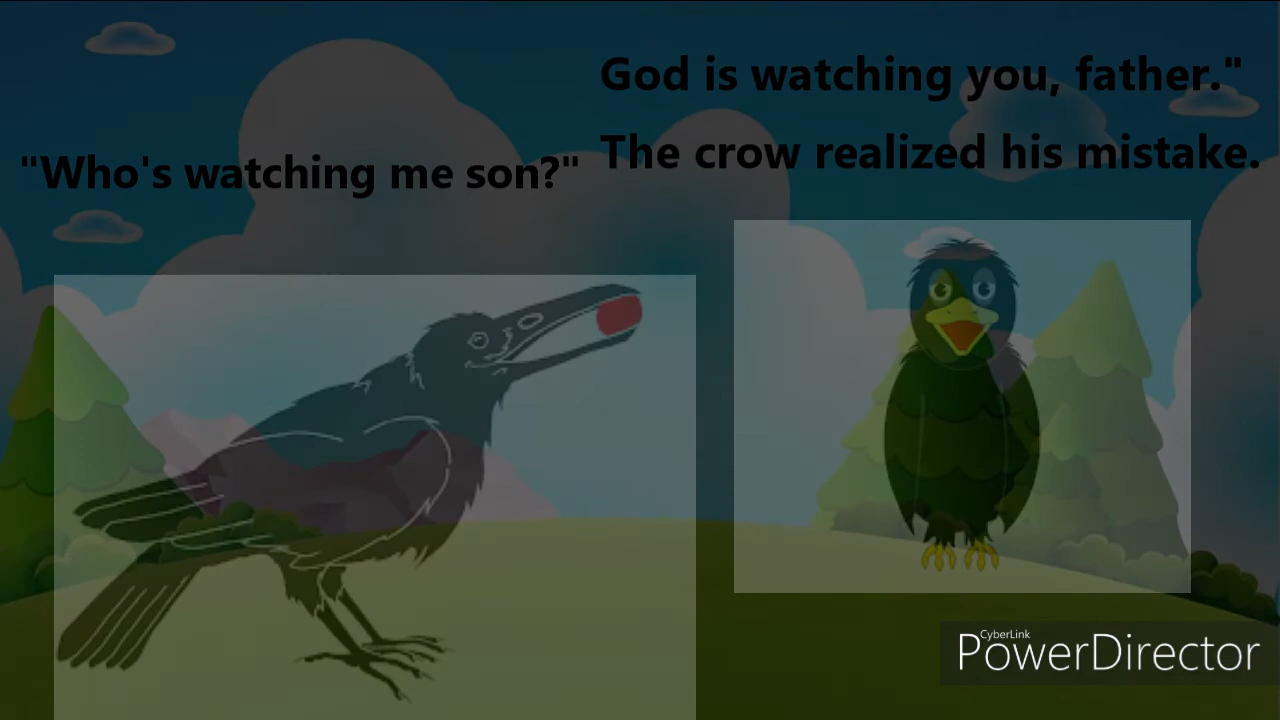 "Who's watching me son?"
God is watching you, father."
The crow realized his mistake.
CyberLink
PowerDirector